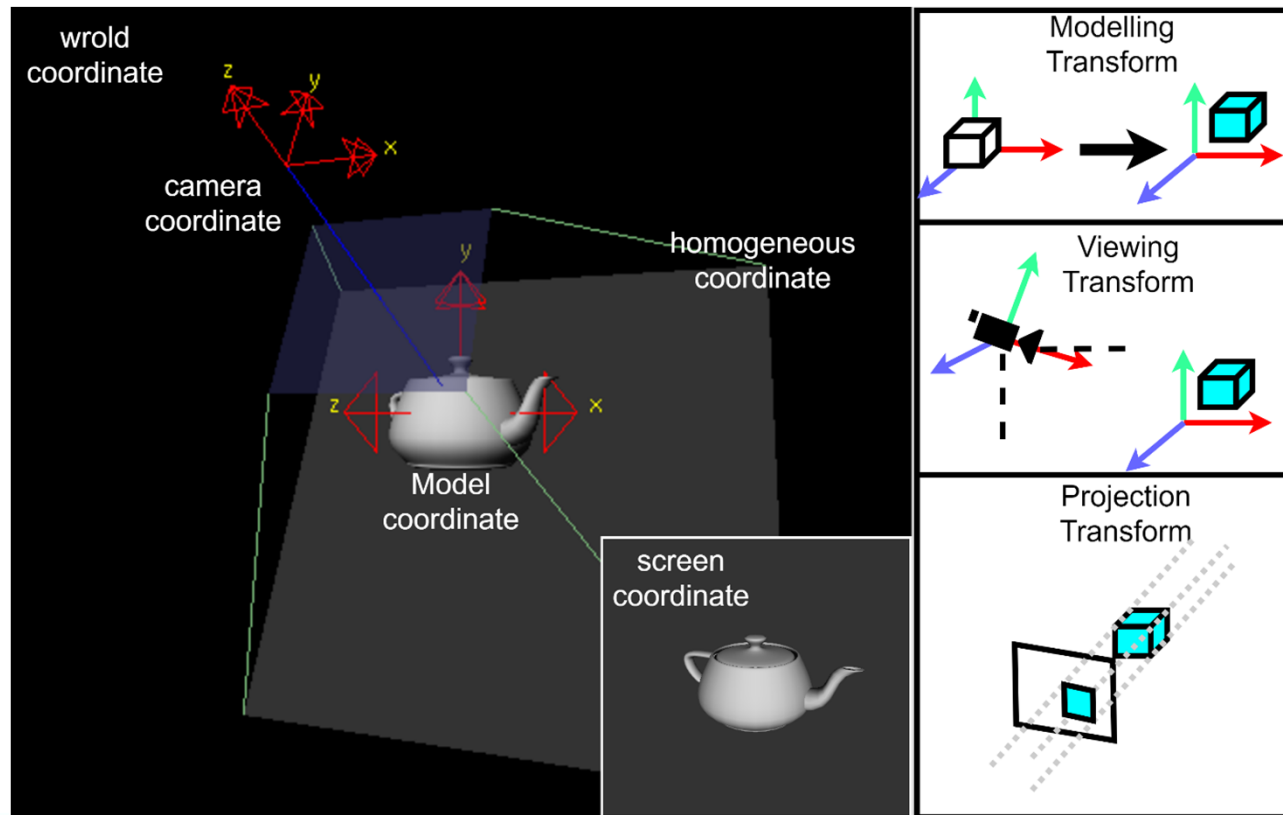 wrold
coordinate
z
y
x
camera
coordinate
homogeneous
coordinate
y
z
x
Model
coordinate
screen
coordinate
Modelling
Transform
Viewing
Transform
Projection
Transform